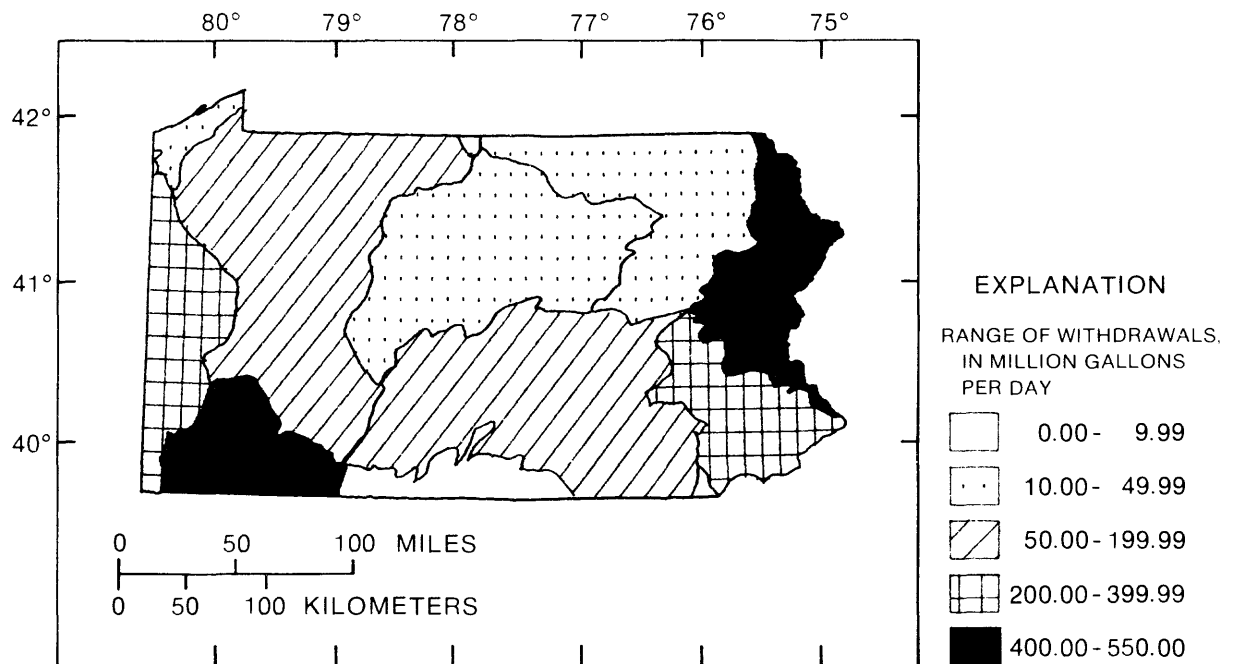 80° 79° 78° 77° 76° 75°
42°
41°
40°
0 50 100 MILES
0 50 100 KILOMETERS
EXPLANATION
RANGE OF WITHDRAWALS,
IN MILLION GALLONS
PER DAY
0.00- 9.99
10.00- 49.99
50.00-199.99
200.00-399.99
400.00-550.00